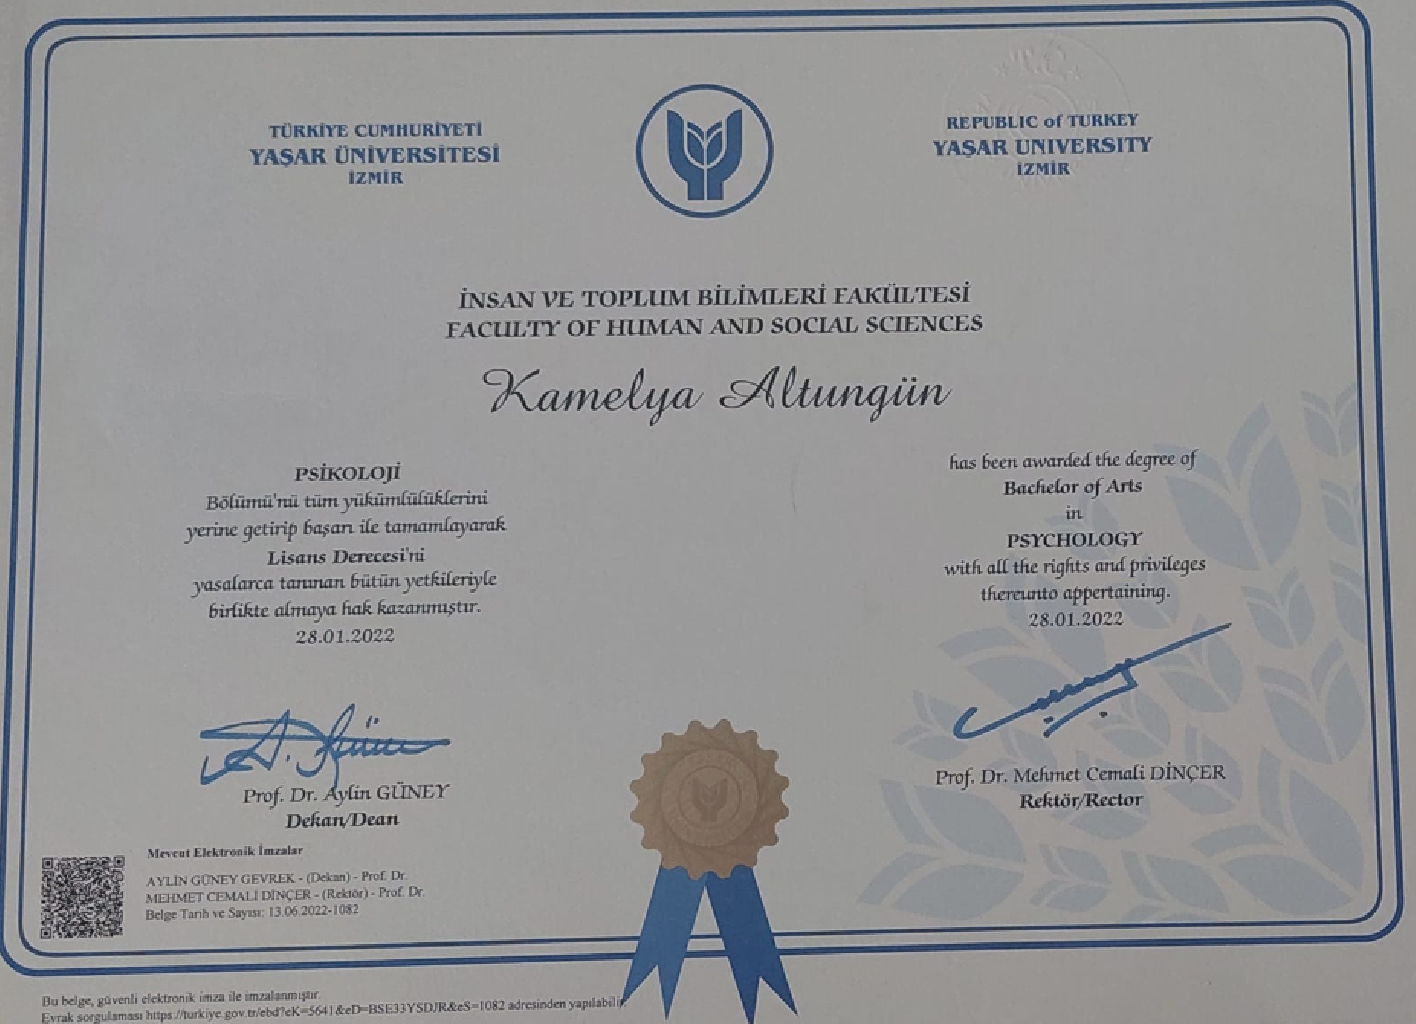 TÜRKİYE CUMHURİYETİ
YAŞAR ÜNİVERSİTESİ
İZMİR
REPUBLIC of TURKEY
YAŞAR UNIVERSITY
İZMİR
İNSAN VE TOPLUM BİLİMLERİ FAKÜLTESİ
FACULTY OF HUMAN AND SOCIAL SCIENCES
Kamelya Altungün
PSİKOLOJİ
Bölümü'nü tüm yükümlülüklerini
yerine getirip başarı ile tamamlayarak
Lisans Derecesi'ni
yasalarca tanınan bütün yetkileriyle
birlikte almaya hak kazanmıştır.
28.01.2022
has been awarded the degree of
Bachelor of Arts
in
PSYCHOLOGY
with all the rights and privileges
thereunto appertaining.
28.01.2022
Prof. Dr. Aylin GÜNEY
Dekan/Dean
Prof. Dr. Mehmet Cemali DİNÇER
Rektör/Rector
Mevcut Elektronik İmzalar
AYLİN GÜNEY GEVREK - (Dekan) - Prof. Dr.
MEHMET CEMALİ DİNÇER - (Rektör) - Prof. Dr.
Belge Tarih ve Sayısı: 13.06.2022-1082
Bu belge, güvenli elektronik imza ile imzalanmıştır.
Evrak sorgulaması https://turkiye.gov.tr/ebd?eK=5641&eD=BSE33YSDJR&eS=1082 adresinden yapılabilir.